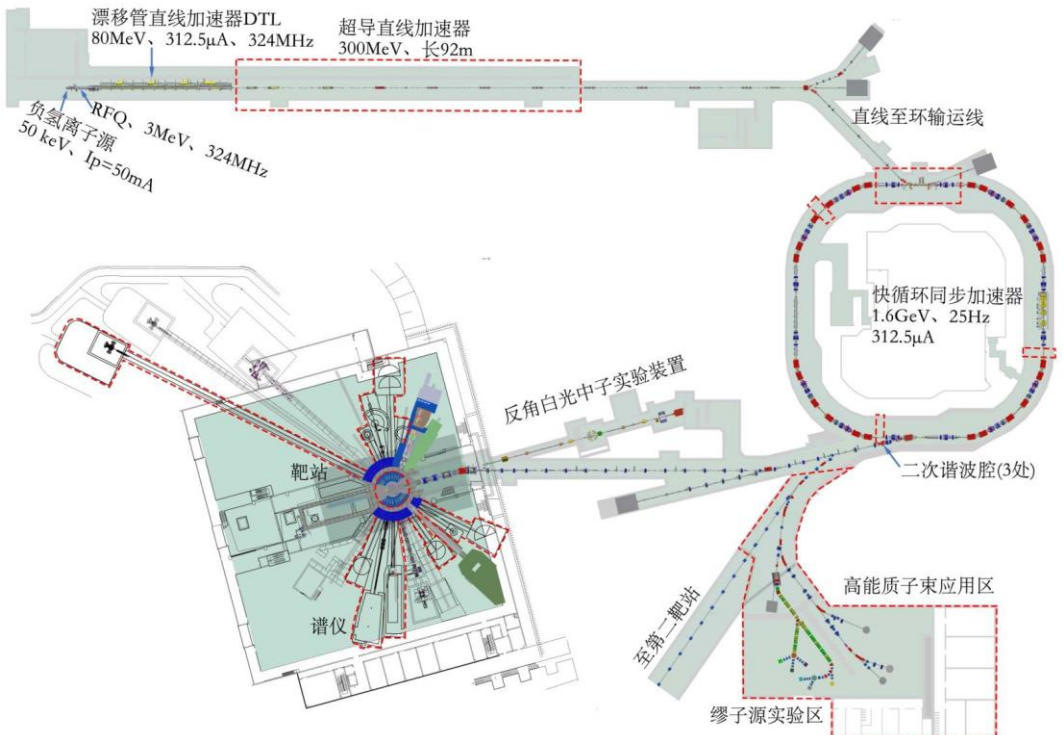 漂移管直线加速器DTL
80MeV、312.5μA、324MHz
超导直线加速器
300MeV、长92m
RFQ、3MeV、324MHz
负氢离子源
50 keV、Ip=50mA
直线至环输运线
快循环同步加速器
1.6GeV、25Hz
312.5μA
反角白光中子实验装置
靶站
二次谐波腔(3处)
谱仪
至第二靶站
高能质子束应用区
缪子源实验区